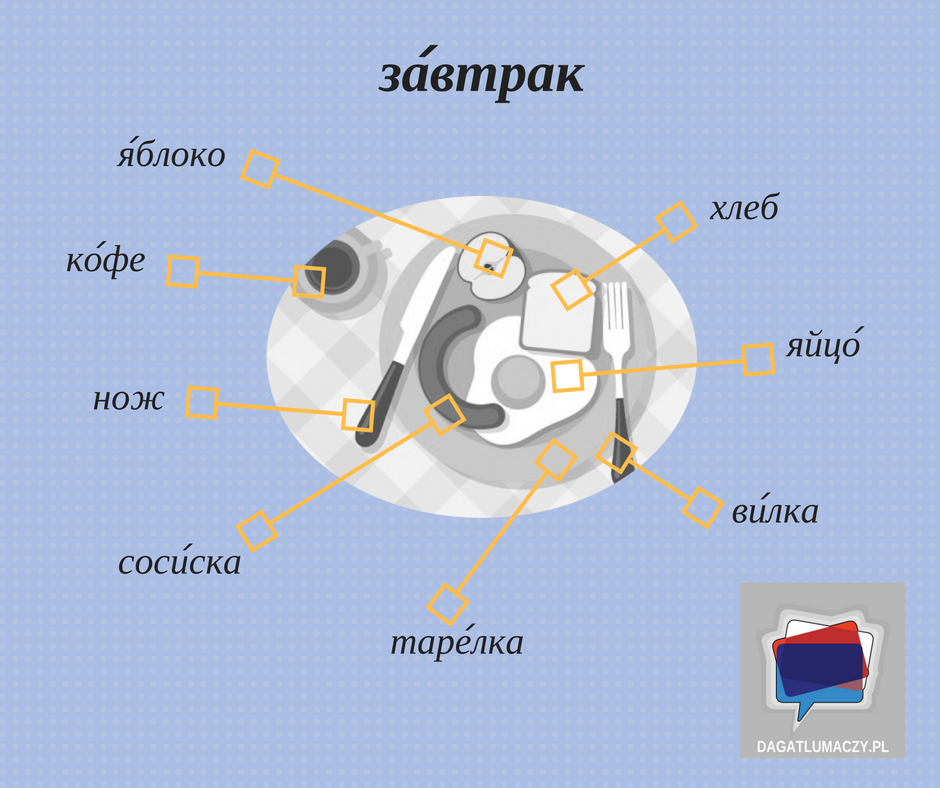 за́втрак
я́блоко
хлеб
ко́фе
яйцо́
нож
ви́лка
соси́ска
таре́лка
DAGATLUMACZY.PL